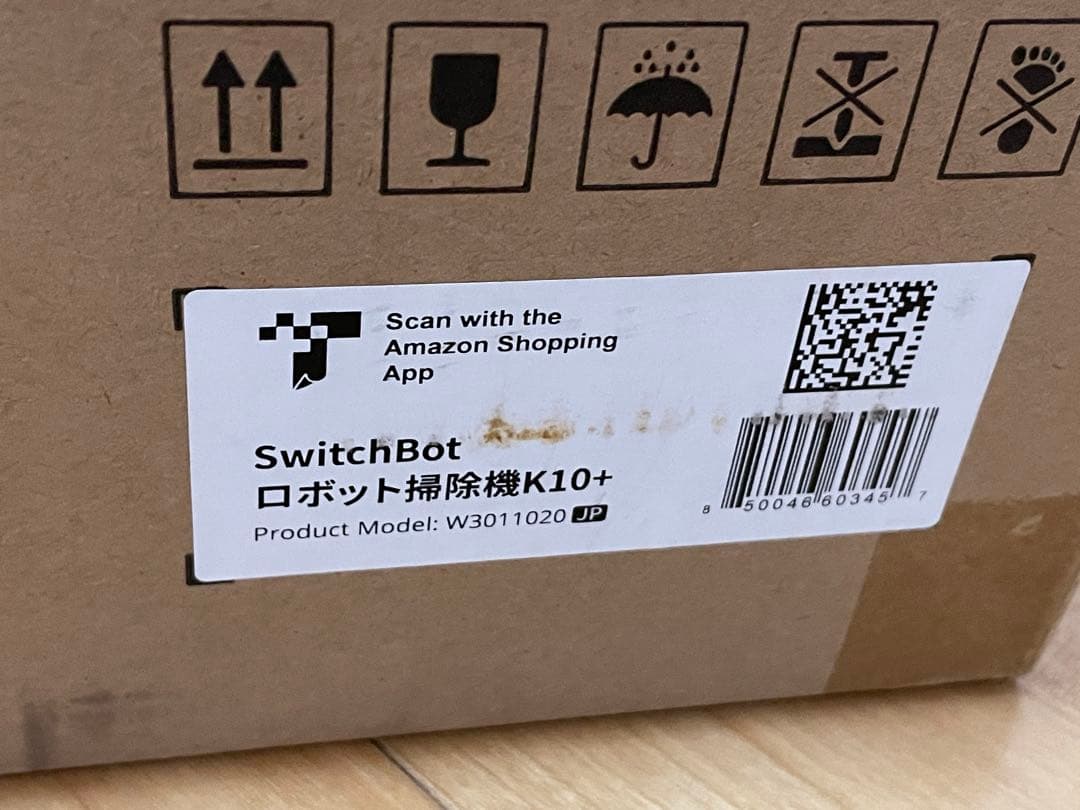 Scan with the
Amazon Shopping
App
SwitchBot
ロボット掃除機K10+
Product Model: W3011020 JP
8 50046 60345 7